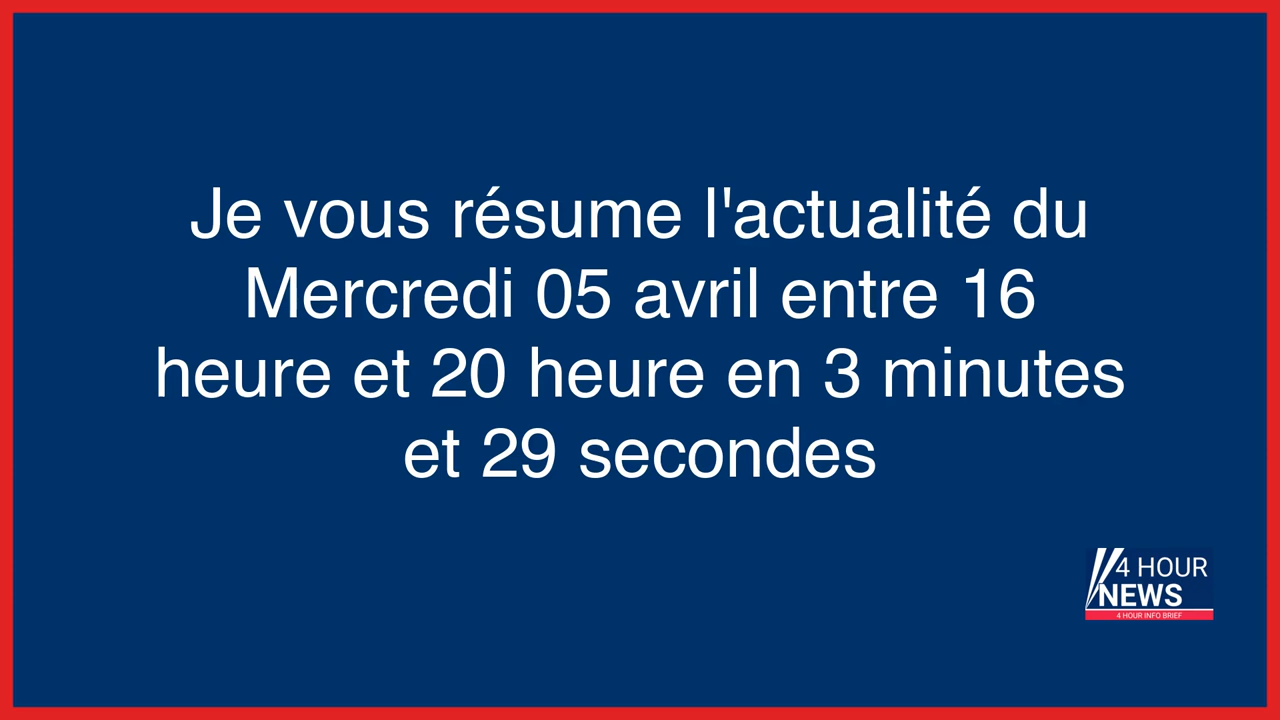 Je vous résume l'actualité du
Mercredi 05 avril entre 16
heure et 20 heure en 3 minutes
et 29 secondes
4 HOUR
NEWS
4 HOUR INFO BRIEF